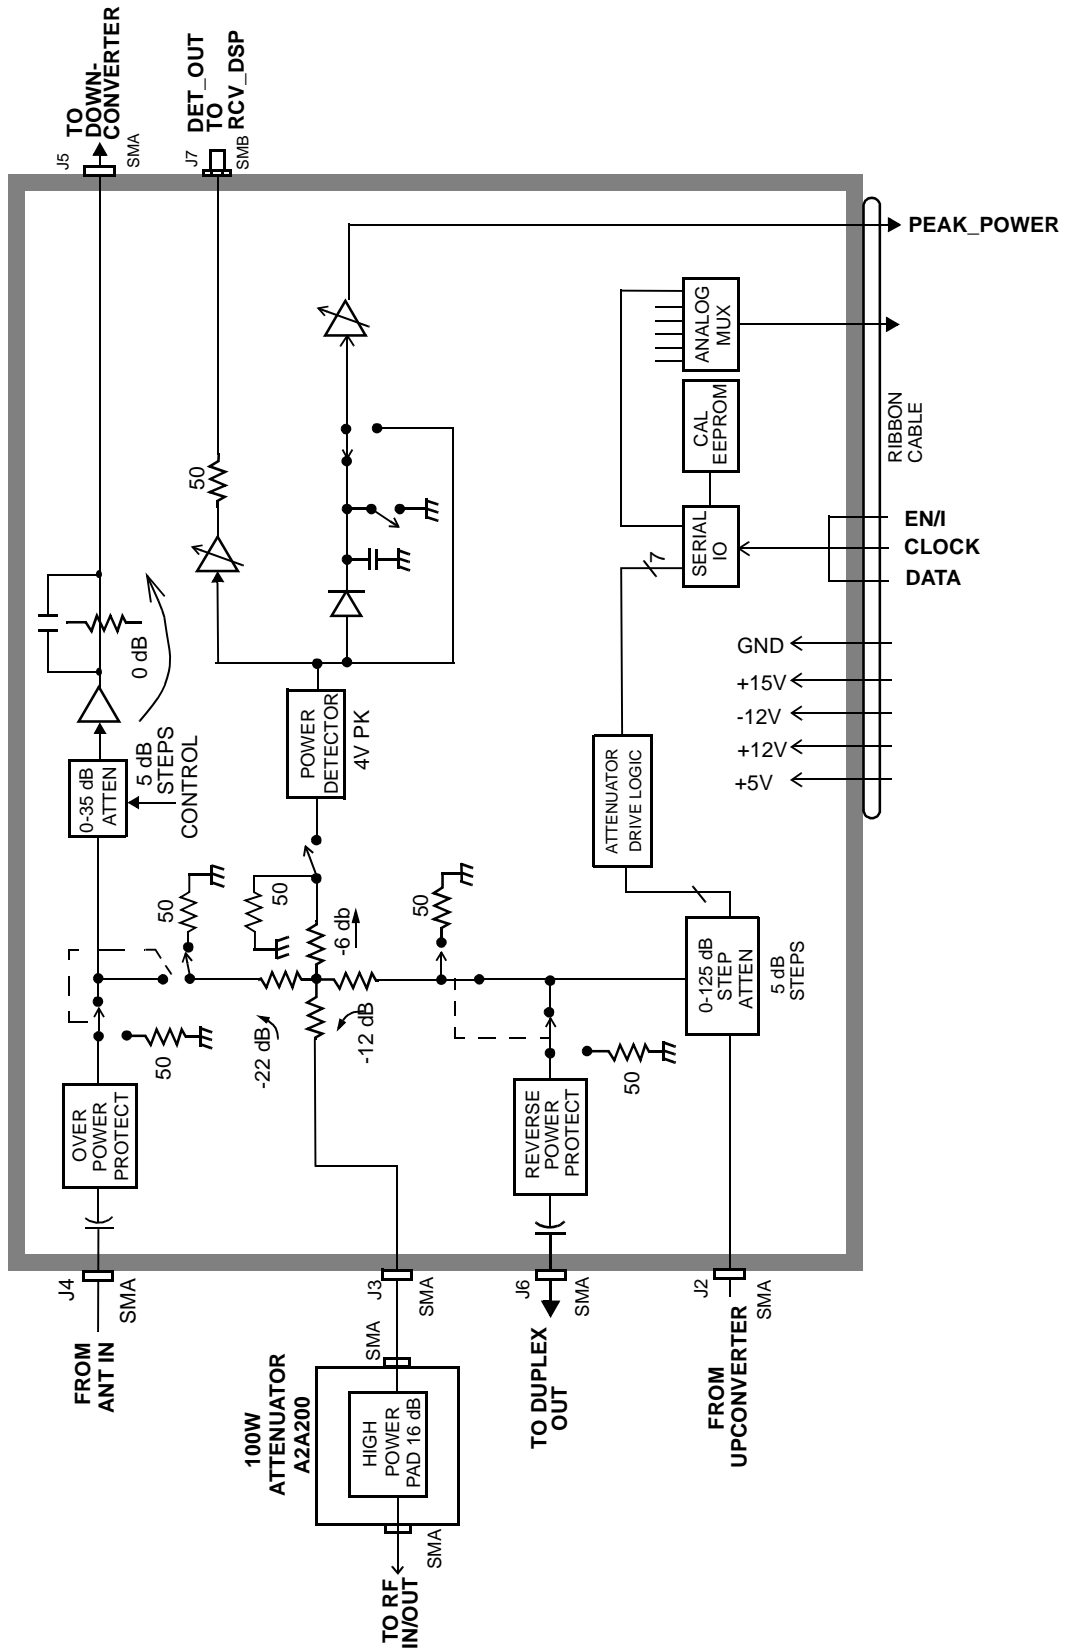 J5
TO
DOWN-
CONVERTER
SMA
J7
DET_OUT
TO
RCV_DSP
SMB
PEAK_POWER
ANALOG
MUX
CAL
EEPROM
RIBBON
CABLE
SERIAL
IO
7
EN/I
CLOCK
DATA
GND
+15V
-12V
+12V
+5V
50
0 dB
5 dB
STEPS
CONTROL
0-35 dB
ATTEN
POWER
DETECTOR
4V PK
ATTENUATOR
DRIVE LOGIC
50
50
-6 db
50
0-125 dB
STEP
ATTEN
5 dB
STEPS
50
-22 dB
-12 dB
50
OVER
POWER
PROTECT
REVERSE
POWER
PROTECT
J4
SMA
FROM
ANT IN
J3
SMA
SMA
J6
SMA
TO DUPLEX
OUT
J2
SMA
FROM
UPCONVERTER
100W
ATTENUATOR
A2A200
HIGH
POWER
PAD 16 dB
SMA
TO RF
IN/OUT